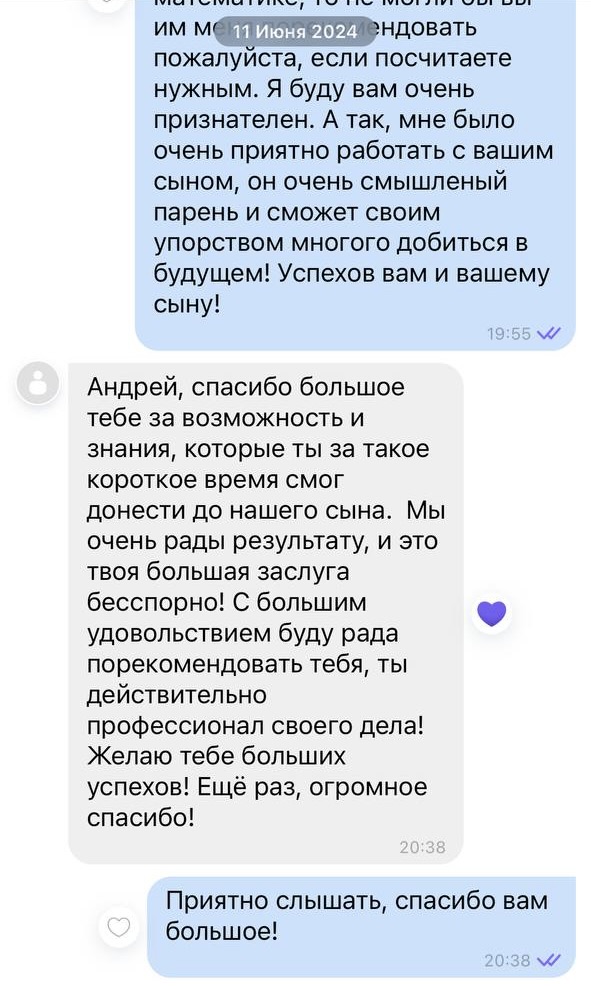 им ме
11 Июня 2024
ендовать
пожалуйста, если посчитаете
нужным. Я буду вам очень
признателен. А так, мне было
очень приятно работать с вашим
сыном, он очень смышленый
парень и сможет своим
упорством многого добиться в
будущем! Успехов вам и вашему
сыну!
19:55
Андрей, спасибо большое
тебе за возможность и
знания, которые ты за такое
короткое время смог
донести до нашего сына.  Мы
очень рады результату, и это
твоя большая заслуга
бесспорно! С большим
удовольствием буду рада
порекомендовать тебя, ты
действительно
профессионал своего дела!
Желаю тебе больших
успехов! Ещё раз, огромное
спасибо!
20:38
Приятно слышать, спасибо вам
большое!
20:38